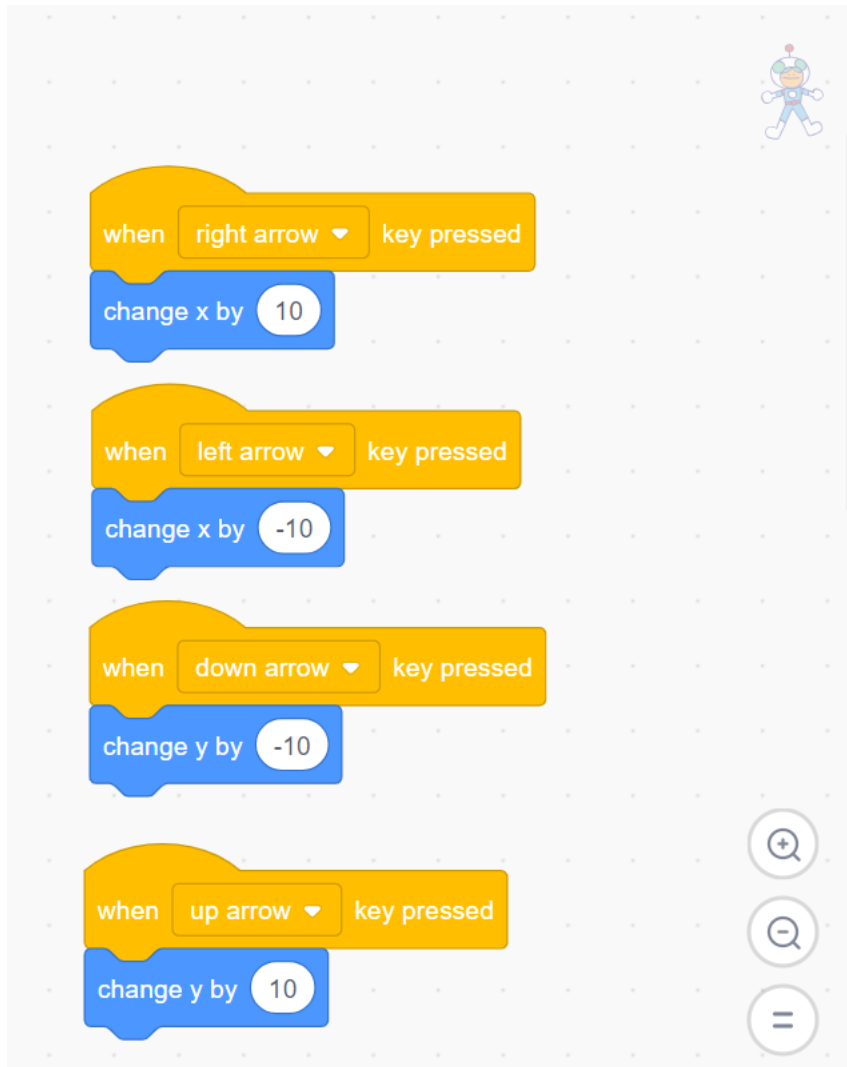 when right arrow key pressed
change x by 10
when left arrow key pressed
change x by -10
when down arrow key pressed
change y by -10
when up arrow key pressed
change y by 10